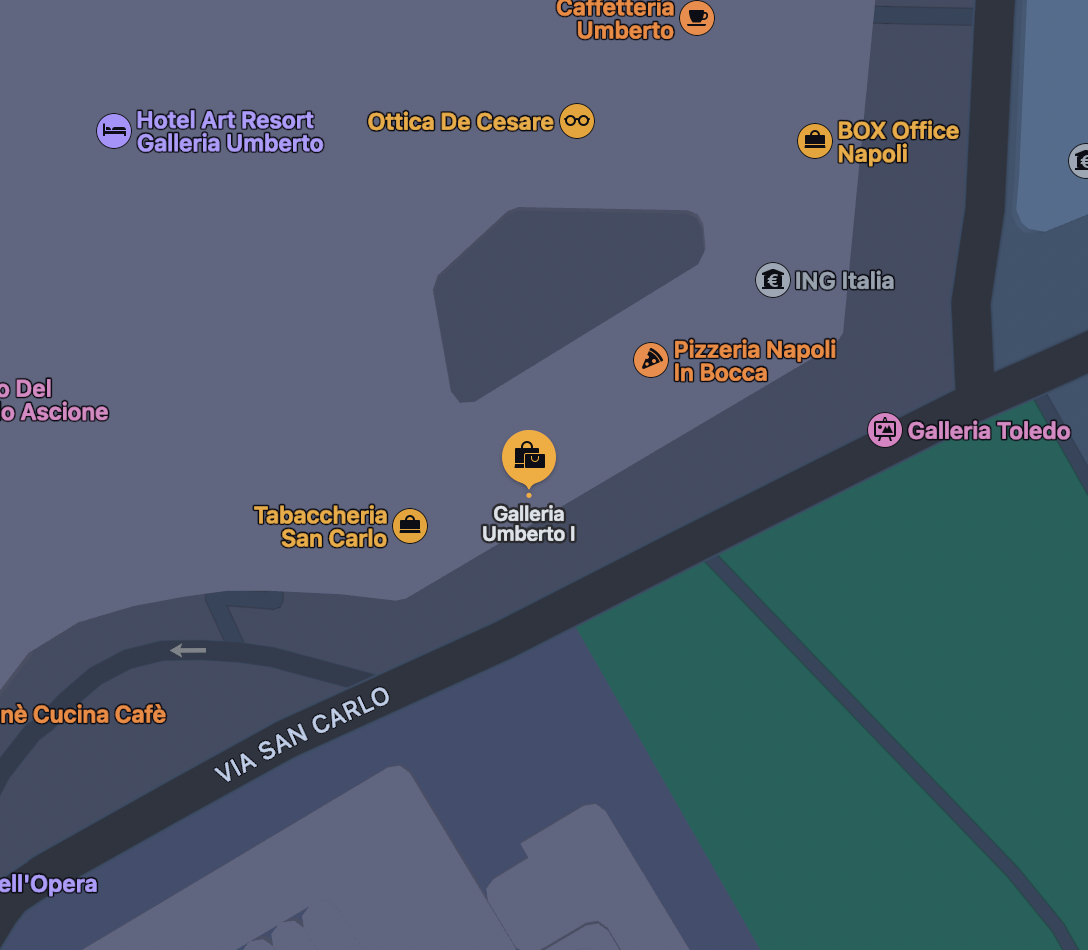 Caffetteria
Umberto
Hotel Art Resort
Galleria Umberto
Ottica De Cesare
BOX Office
Napoli
€
€ ING Italia
Pizzeria Napoli
In Bocca
o Del
lo Ascione
Galleria Toledo
Tabaccheria
San Carlo
Galleria
Umberto I
nè Cucina Cafè
VIA SAN CARLO
ell'Opera